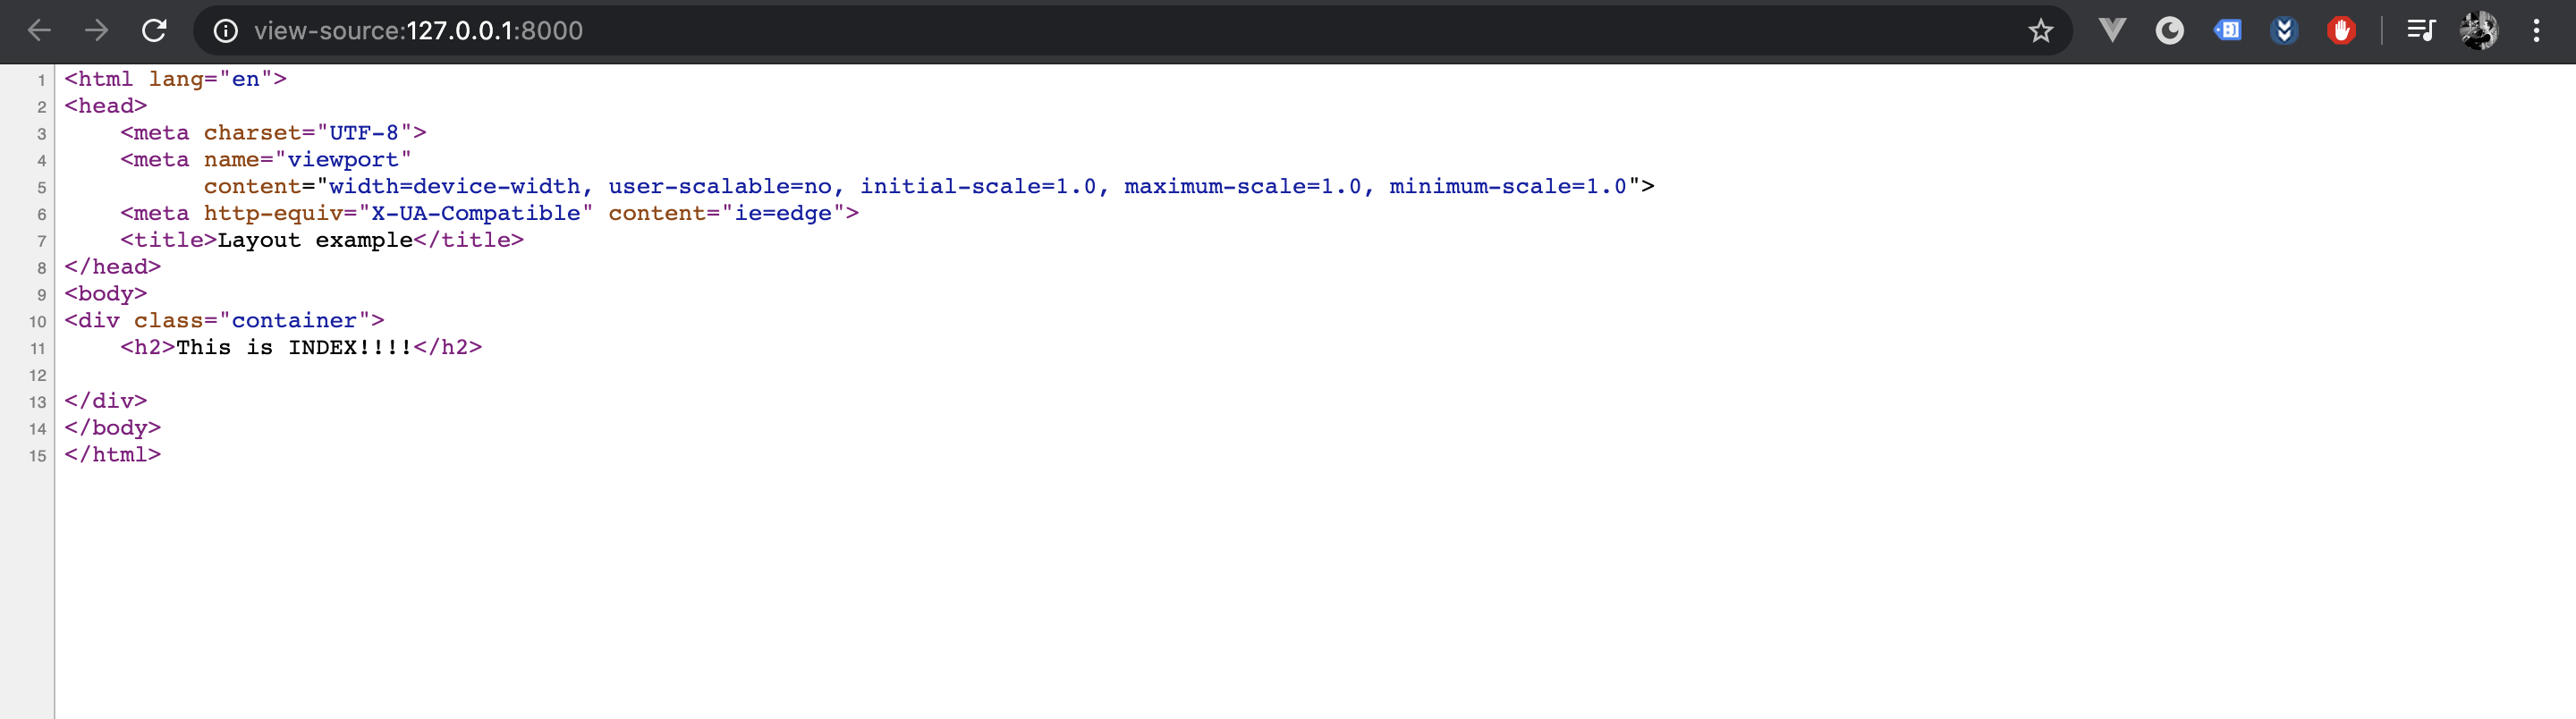 view-source:127.0.0.1:8000
1 <html lang="en">
2 <head>
3     <meta charset="UTF-8">
4     <meta name="viewport"
5           content="width=device-width, user-scalable=no, initial-scale=1.0, maximum-scale=1.0, minimum-scale=1.0">
6     <meta http-equiv="X-UA-Compatible" content="ie=edge">
7     <title>Layout example</title>
8 </head>
9 <body>
10 <div class="container">
11     <h2>This is INDEX!!!!</h2>
12
13 </div>
14 </body>
15 </html>